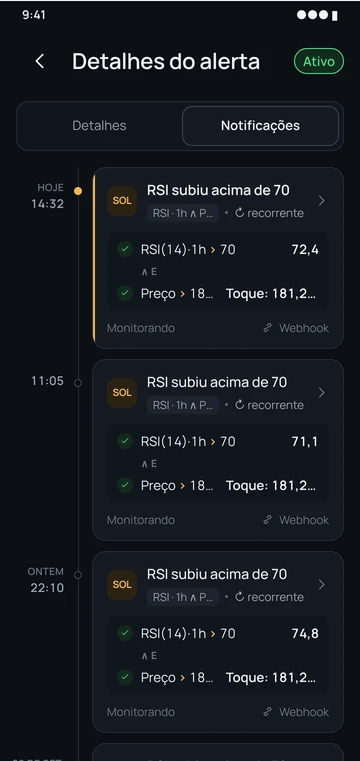 9:41
Detalhes do alerta
Ativo
Detalhes
Notificações
HOJE
14:32
SOL
RSI subiu acima de 70
RSI · 1h ∧ P… • ↻ recorrente
RSI(14)·1h > 70 72,4
∧ E
Preço > 18… Toque: 181,2…
Monitorando Webhook
11:05
SOL
RSI subiu acima de 70
RSI · 1h ∧ P… • ↻ recorrente
RSI(14)·1h > 70 71,1
∧ E
Preço > 18… Toque: 181,2…
Monitorando Webhook
ONTEM
22:10
SOL
RSI subiu acima de 70
RSI · 1h ∧ P… • ↻ recorrente
RSI(14)·1h > 70 74,8
∧ E
Preço > 18… Toque: 181,2…
Monitorando Webhook